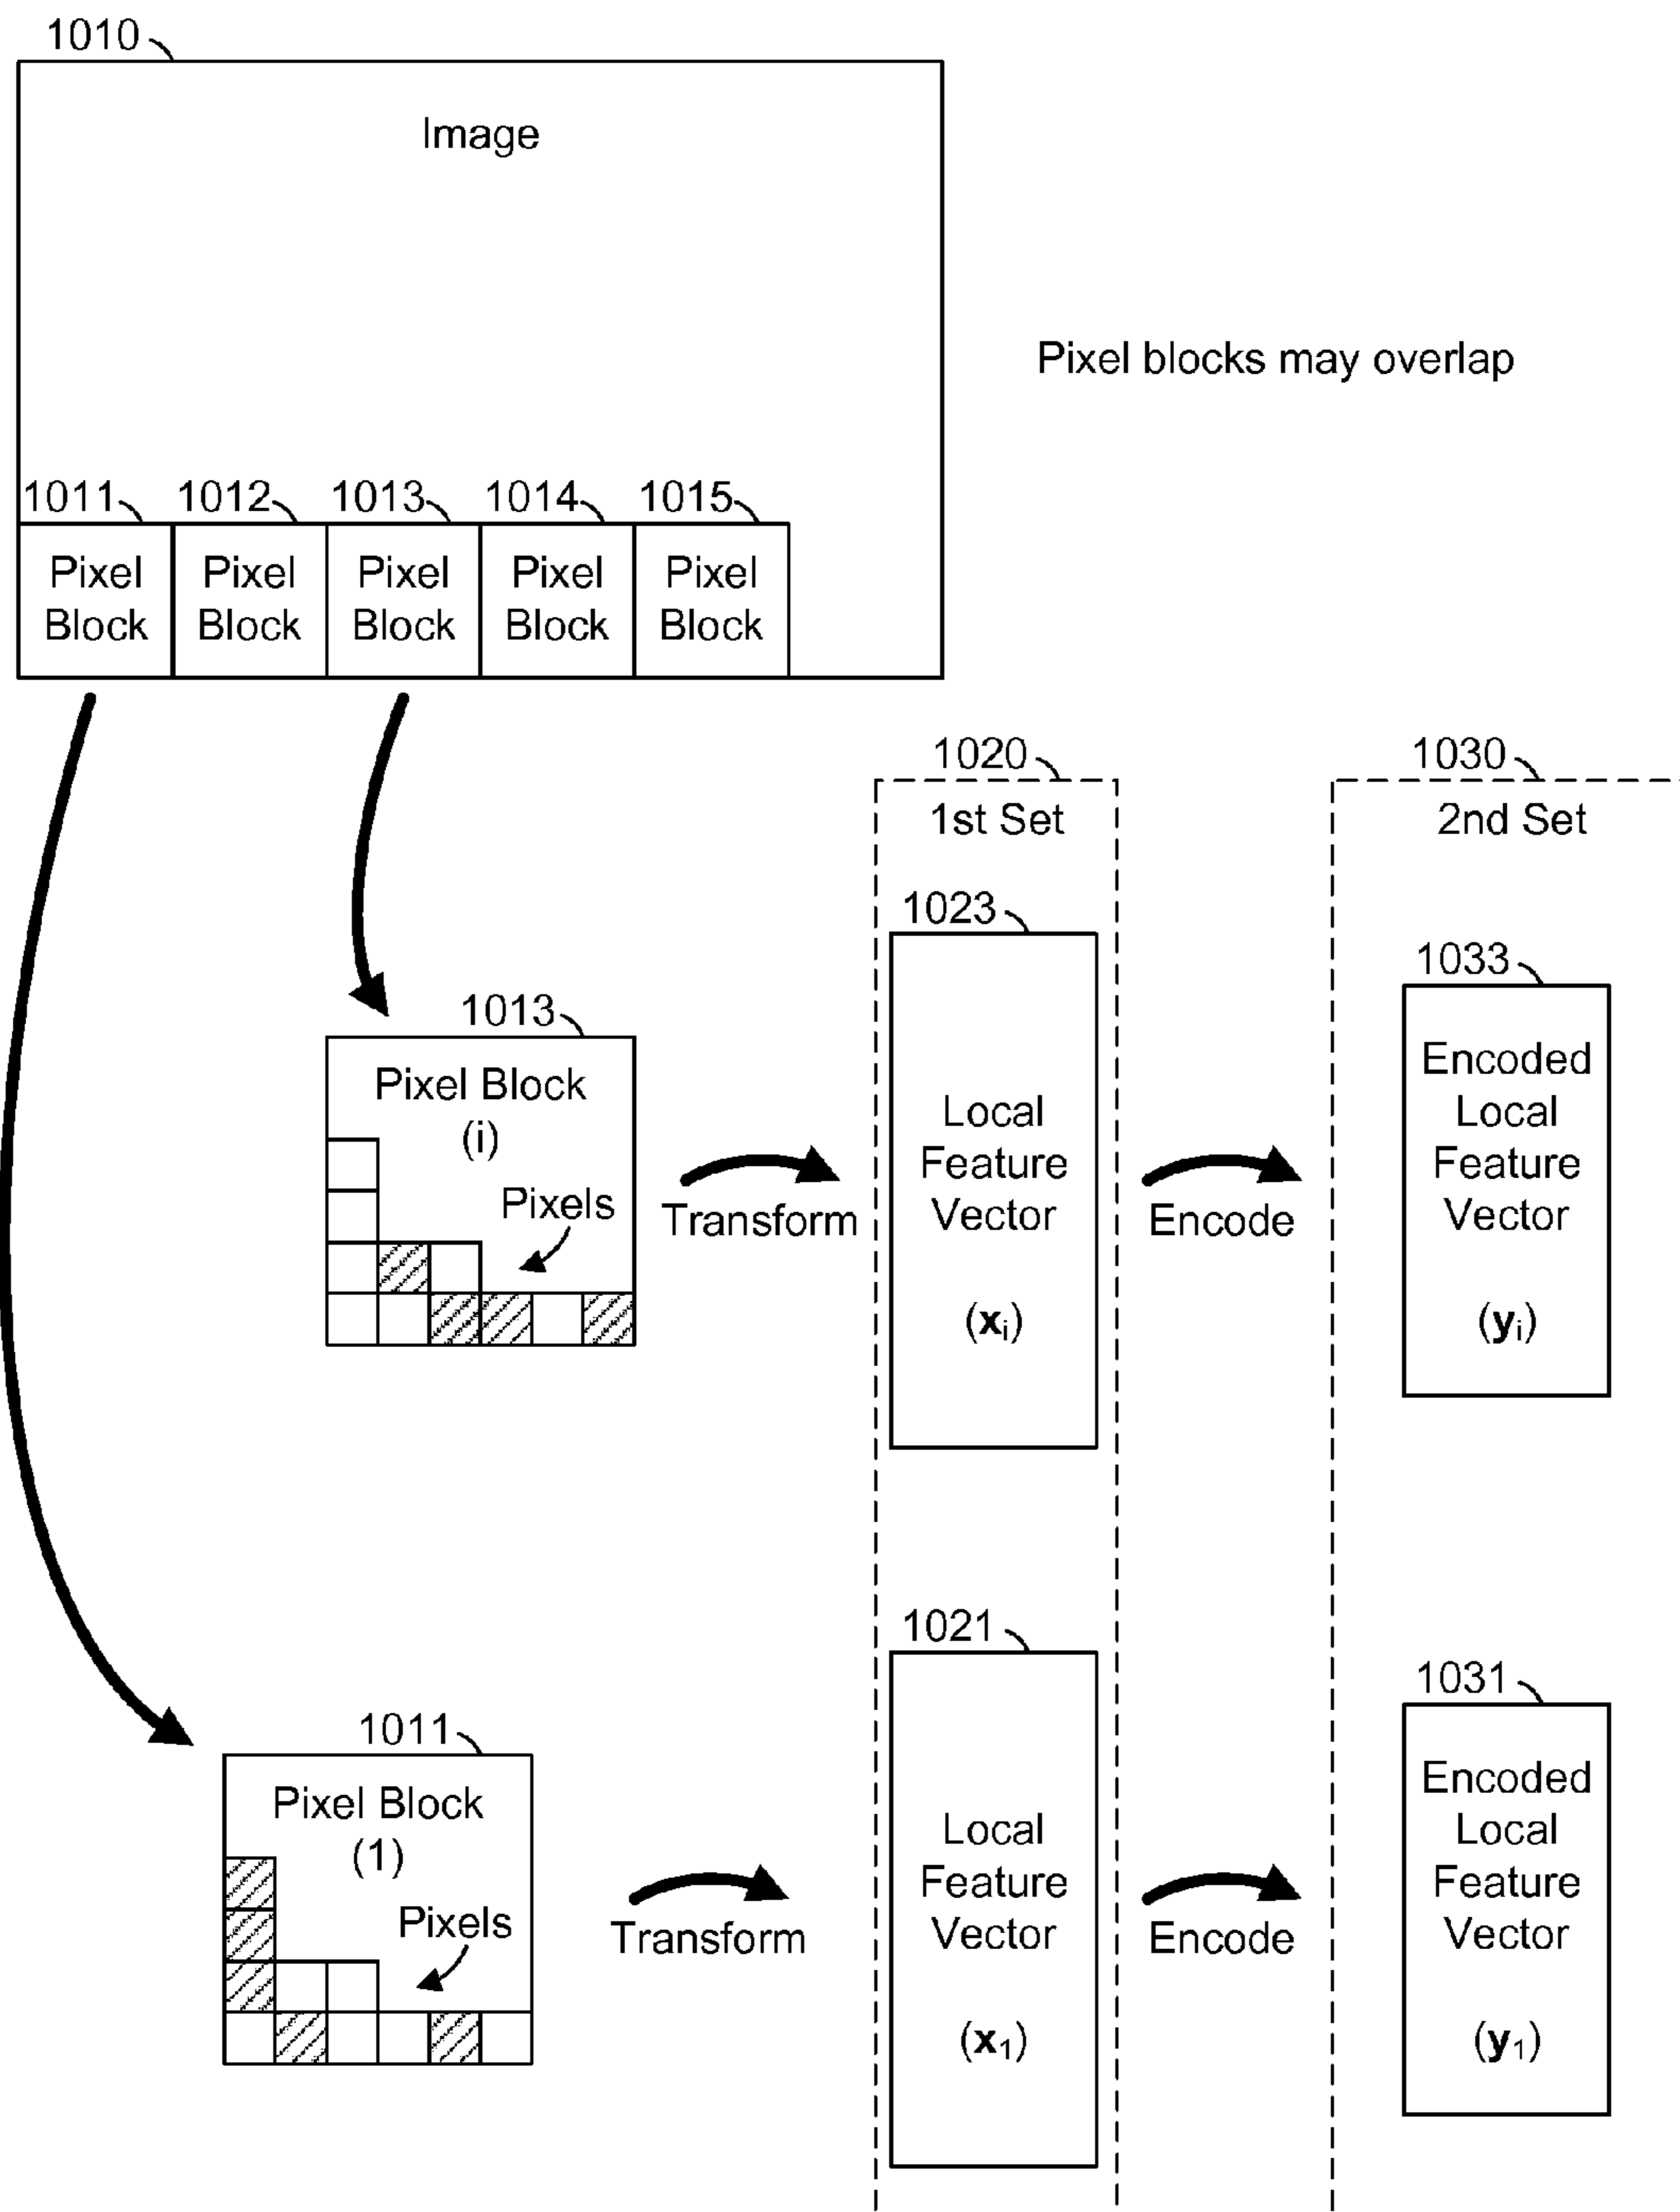 1010
Image
Pixel blocks may overlap
1011 1012 1013 1014 1015
Pixel Block
Pixel Block
Pixel Block
Pixel Block
Pixel Block
1020
1st Set
1030
2nd Set
1013
Pixel Block
(i)
Pixels
Transform
1023
Local
Feature
Vector
(xi)
Encode
1033
Encoded
Local
Feature
Vector
(yi)
1011
Pixel Block
(1)
Pixels
Transform
1021
Local
Feature
Vector
(x1)
Encode
1031
Encoded
Local
Feature
Vector
(y1)